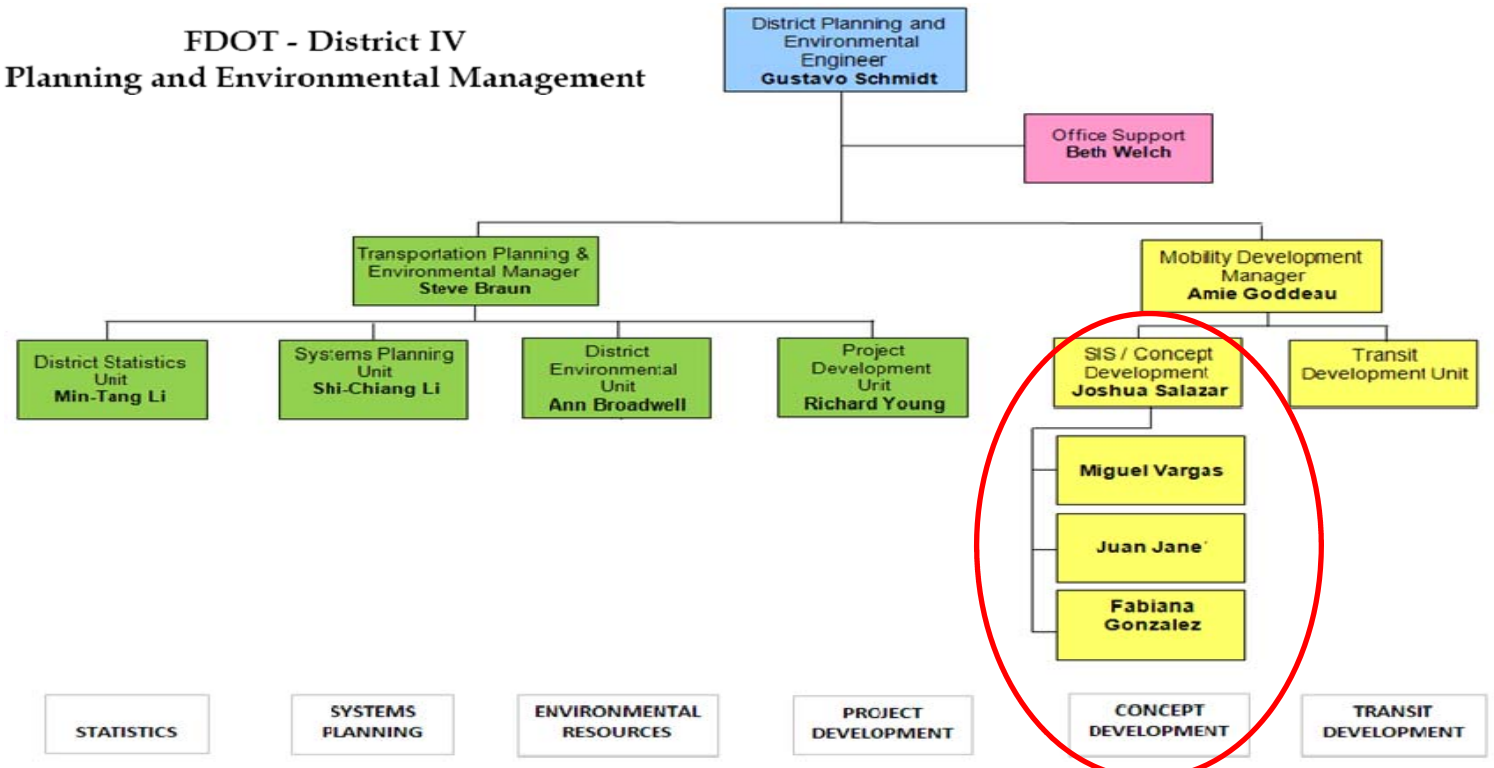 FDOT - District IV
Planning and Environmental Management
District Planning and
Environmental
Engineer
Gustavo Schmidt
Office Support
Beth Welch
Transportation Planning &
Environmental Manager
Steve Braun
Mobility Development
Manager
Amie Goddeau
District Statistics
Unit
Min-Tang Li
Systems Planning
Unit
Shi-Chiang Li
District
Environmental
Unit
Ann Broadwell
Project
Development
Unit
Richard Young
SIS / Concept
Development
Joshua Salazar
Transit
Development Unit
Miguel Vargas
Juan Jane´
Fabiana
Gonzalez
STATISTICS
SYSTEMS
PLANNING
ENVIRONMENTAL
RESOURCES
PROJECT
DEVELOPMENT
CONCEPT
DEVELOPMENT
TRANSIT
DEVELOPMENT